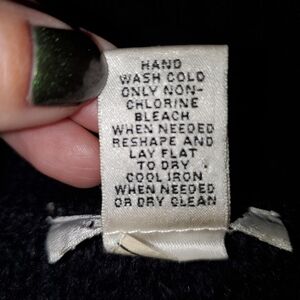 HAND
WASH COLD
ONLY NON-
CHLORINE
BLEACH
WHEN NEEDED
RESHAPE AND
LAY FLAT
TO DRY
COOL IRON
WHEN NEEDED
OR DRY CLEAN